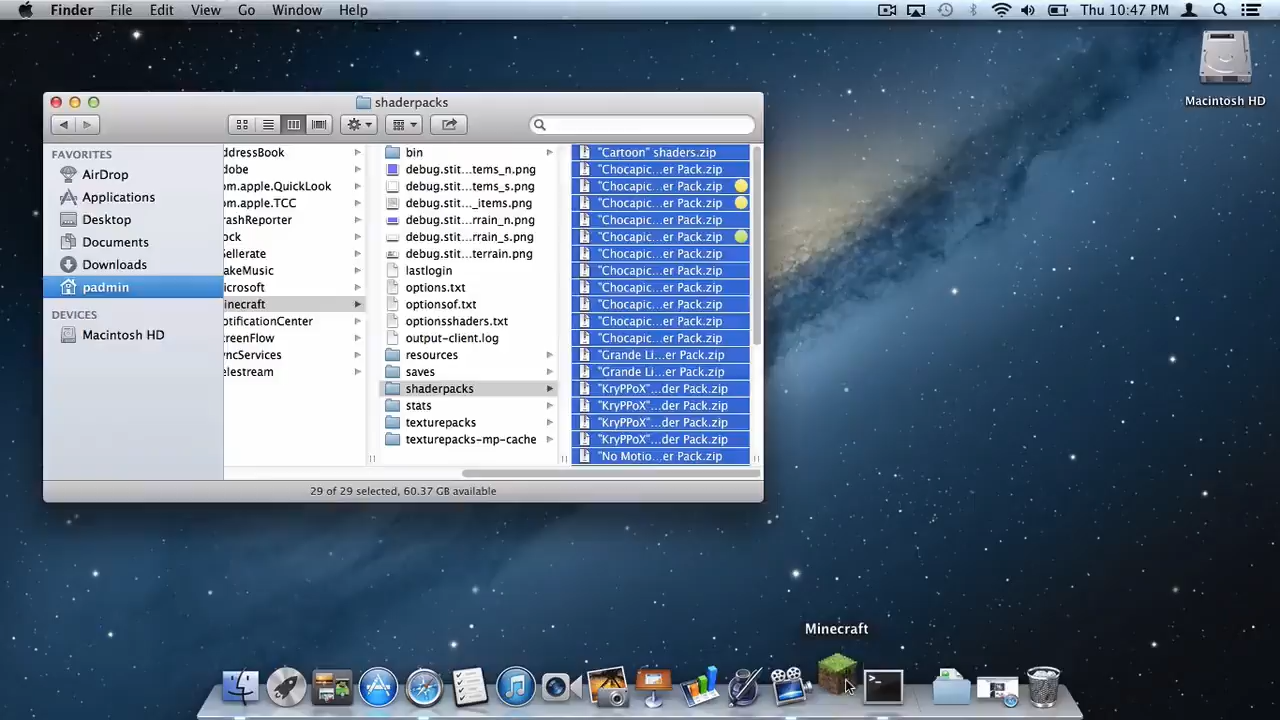 Finder File Edit View Go Window Help
Thu 10:47 PM
Macintosh HD
shaderpacks
FAVORITES
AirDrop
Applications
Desktop
Documents
Downloads
padmin
DEVICES
Macintosh HD
ddressBook
dobe
om.apple.QuickLook
om.apple.TCC
rashReporter
ock
ellerate
akeMusic
icrosoft
inecraft
otificationCenter
reenFlow
yncServices
elestream
bin
debug.stit...tems_n.png
debug.stit...tems_s.png
debug.stit..._items.png
debug.stit...rrain_n.png
debug.stit...rrain_s.png
debug.stit...terrain.png
lastlogin
options.txt
optionsof.txt
optionsshaders.txt
output-client.log
resources
saves
shaderpacks
stats
texturepacks
texturepacks-mp-cache
"Cartoon" shaders.zip
"Chocapic...er Pack.zip
"Chocapic...er Pack.zip
"Chocapic...er Pack.zip
"Chocapic...er Pack.zip
"Chocapic...er Pack.zip
"Chocapic...er Pack.zip
"Chocapic...er Pack.zip
"Chocapic...er Pack.zip
"Chocapic...er Pack.zip
"Chocapic...er Pack.zip
"Chocapic...er Pack.zip
"Grande Li...er Pack.zip
"Grande Li...er Pack.zip
"KryPPoX"...der Pack.zip
"KryPPoX"...der Pack.zip
"KryPPoX"...der Pack.zip
"KryPPoX"...der Pack.zip
"No Motio...er Pack.zip
29 of 29 selected, 60.37 GB available
Minecraft